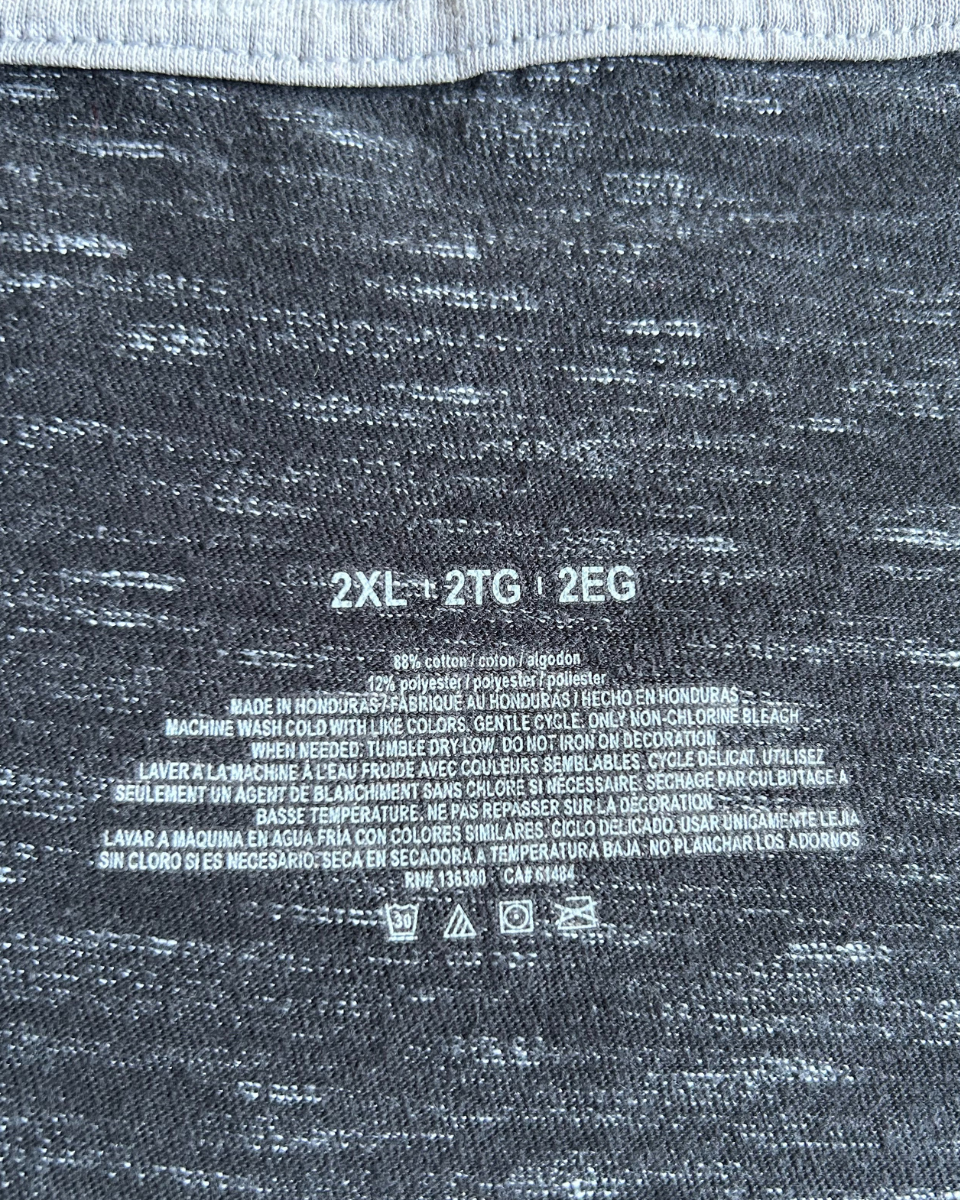 2XL | 2TG | 2EG
88% cotton / coton / algodon
12% polyester / polyester / poliester
MADE IN HONDURAS / FABRIQUÉ AU HONDURAS / HECHO EN HONDURAS
MACHINE WASH COLD WITH LIKE COLORS. GENTLE CYCLE. ONLY NON-CHLORINE BLEACH
WHEN NEEDED. TUMBLE DRY LOW. DO NOT IRON ON DECORATION.
LAVER À LA MACHINE À L'EAU FROIDE AVEC COULEURS SEMBLABLES. CYCLE DÉLICAT. UTILISEZ
SEULEMENT UN AGENT DE BLANCHIMENT SANS CHLORE SI NÉCESSAIRE. SÉCHAGE PAR CULBUTAGE À
BASSE TEMPÉRATURE. NE PAS REPASSER SUR LA DÉCORATION.
LAVAR A MÁQUINA EN AGUA FRÍA CON COLORES SIMILARES. CICLO DELICADO. USAR ÚNICAMENTE LEJÍA
SIN CLORO SI ES NECESARIO. SECA EN SECADORA A TEMPERATURA BAJA. NO PLANCHAR LOS ADORNOS
RN# 136380 CA# 61484
30